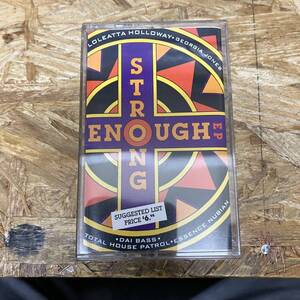 LOLEATTA HOLLOWAY • GEORGIA JONES
STRONG
ENOUGH EP
SUGGESTED LIST
PRICE $6.98
• DAI BASS •
TOTAL HOUSE PATROL • ESSENCE NUBIAN